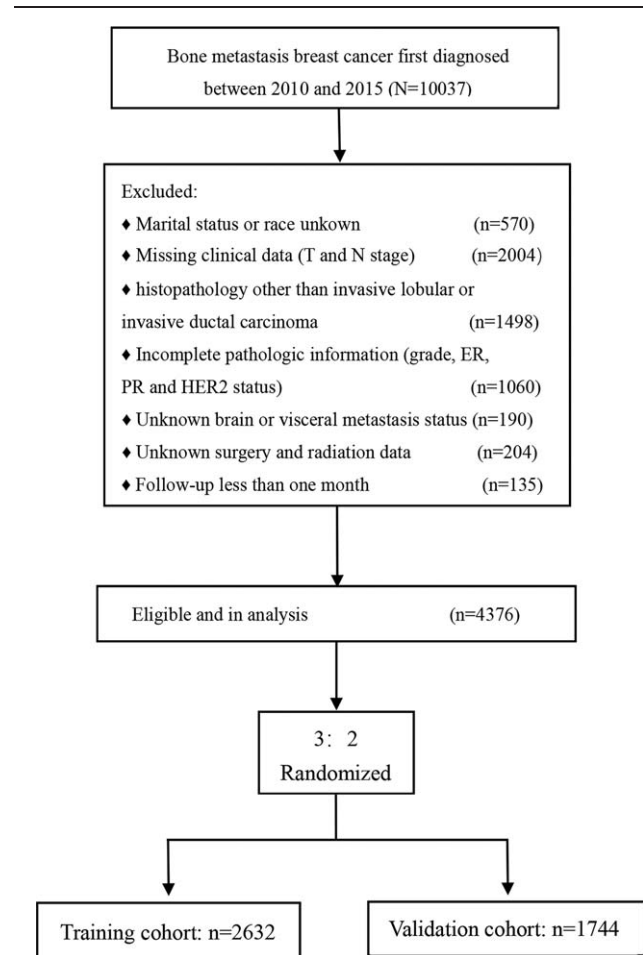 Bone metastasis breast cancer first diagnosed
between 2010 and 2015 (N=10037)
Excluded:
♦ Marital status or race unkown (n=570)
♦ Missing clinical data (T and N stage) (n=2004)
♦ histopathology other than invasive lobular or
invasive ductal carcinoma (n=1498)
♦ Incomplete pathologic information (grade, ER,
PR and HER2 status) (n=1060)
♦ Unknown brain or visceral metastasis status (n=190)
♦ Unknown surgery and radiation data (n=204)
♦ Follow-up less than one month (n=135)
Eligible and in analysis (n=4376)
3：2
Randomized
Training cohort: n=2632
Validation cohort: n=1744